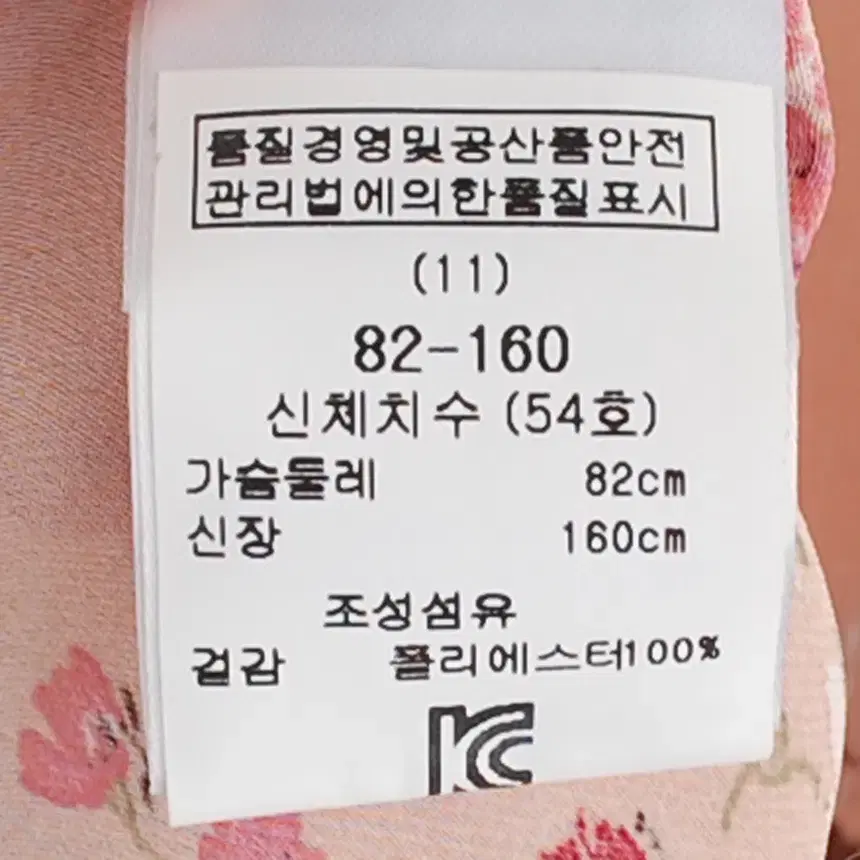 품질경영및공산품안전
관리법에의한품질표시
(11)
82-160
신체치수 (54호)
가슴둘레 82cm
신장 160cm
조성섬유
겉감 폴리에스터100%
KC